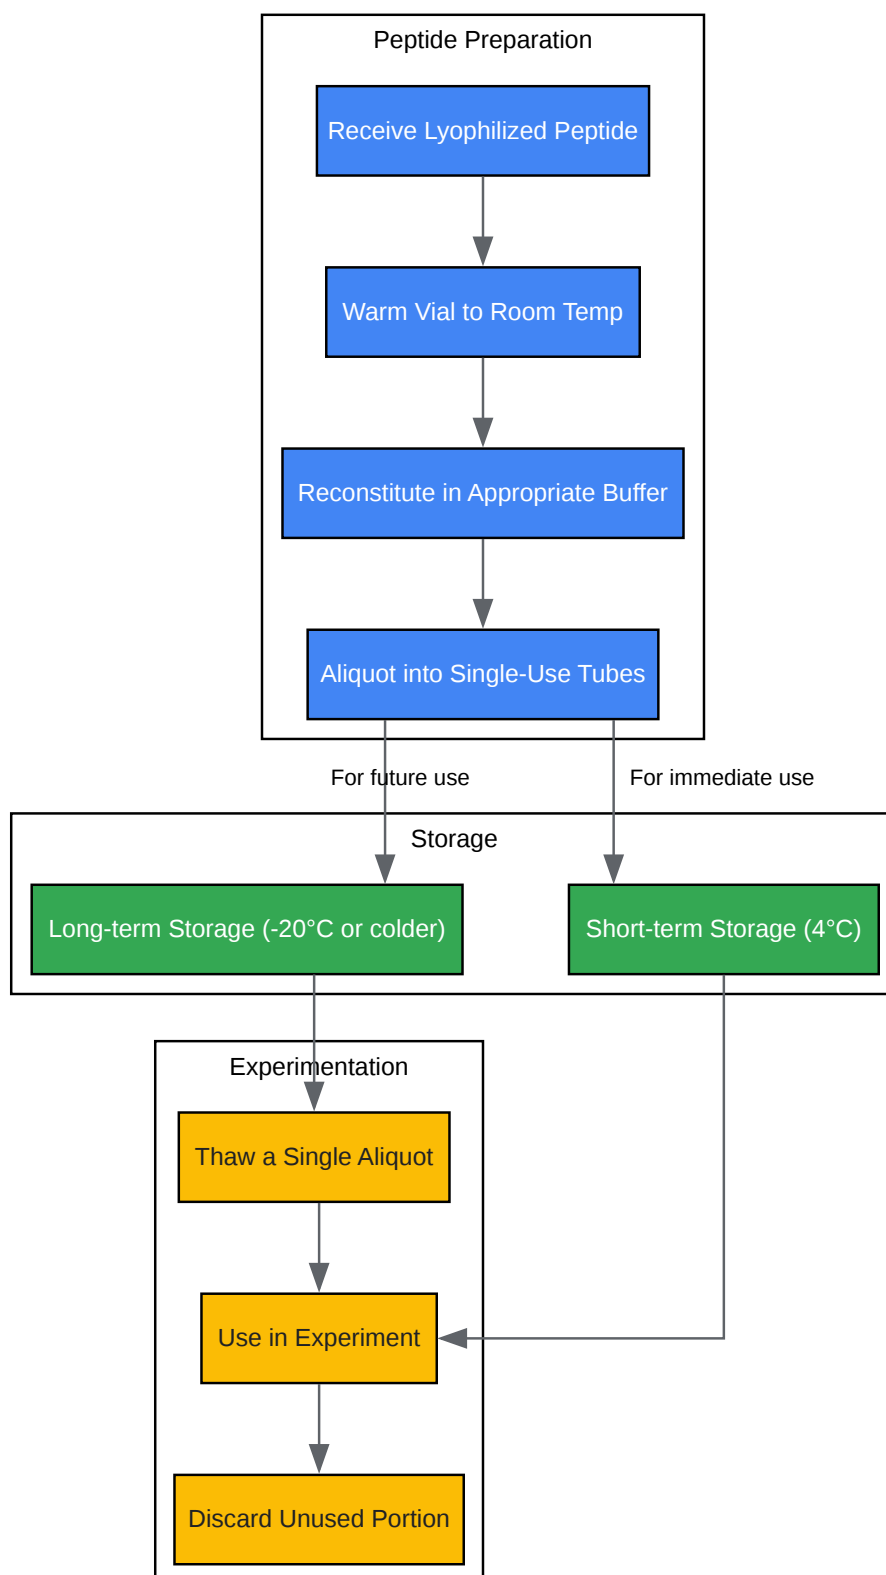 Peptide Preparation
Receive Lyophilized Peptide
Warm Vial to Room Temp
Reconstitute in Appropriate Buffer
Aliquot into Single-Use Tubes
For future use
For immediate use
Storage
Long-term Storage (-20°C or colder)
Short-term Storage (4°C)
Experimentation
Thaw a Single Aliquot
Use in Experiment
Discard Unused Portion